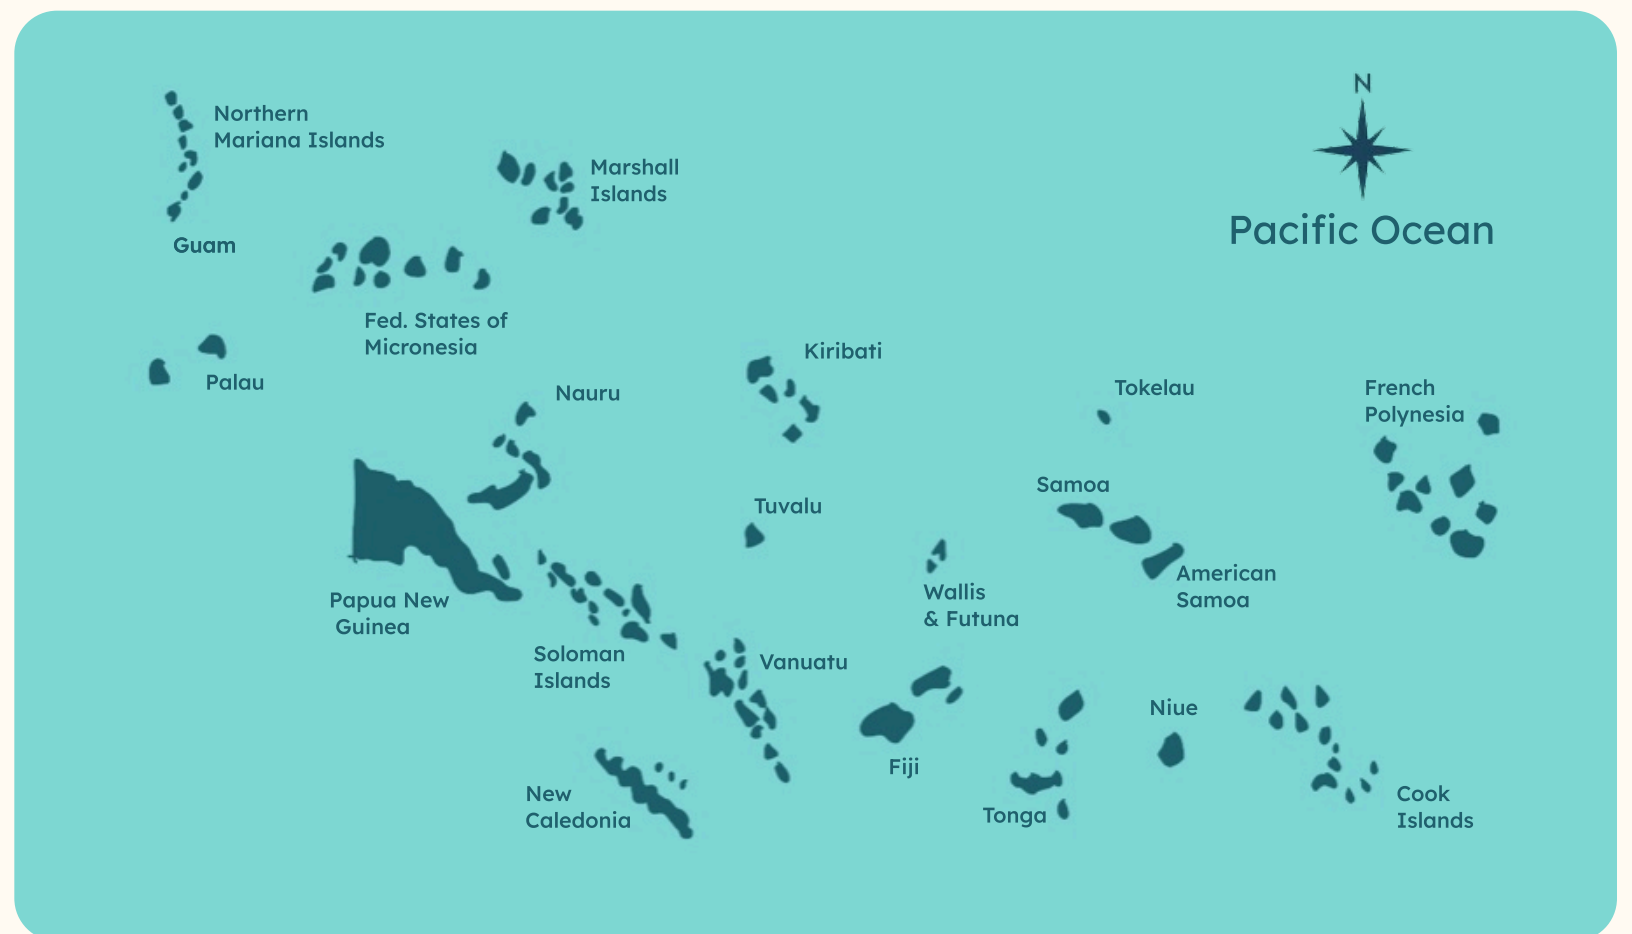 N
Pacific Ocean
Northern
Mariana Islands
Marshall
Islands
Guam
Fed. States of
Micronesia
Palau
Kiribati
Nauru
Tokelau
French
Polynesia
Samoa
Tuvalu
American
Samoa
Wallis
& Futuna
Papua New
Guinea
Soloman
Islands
Vanuatu
Niue
Fiji
New
Caledonia
Tonga
Cook
Islands